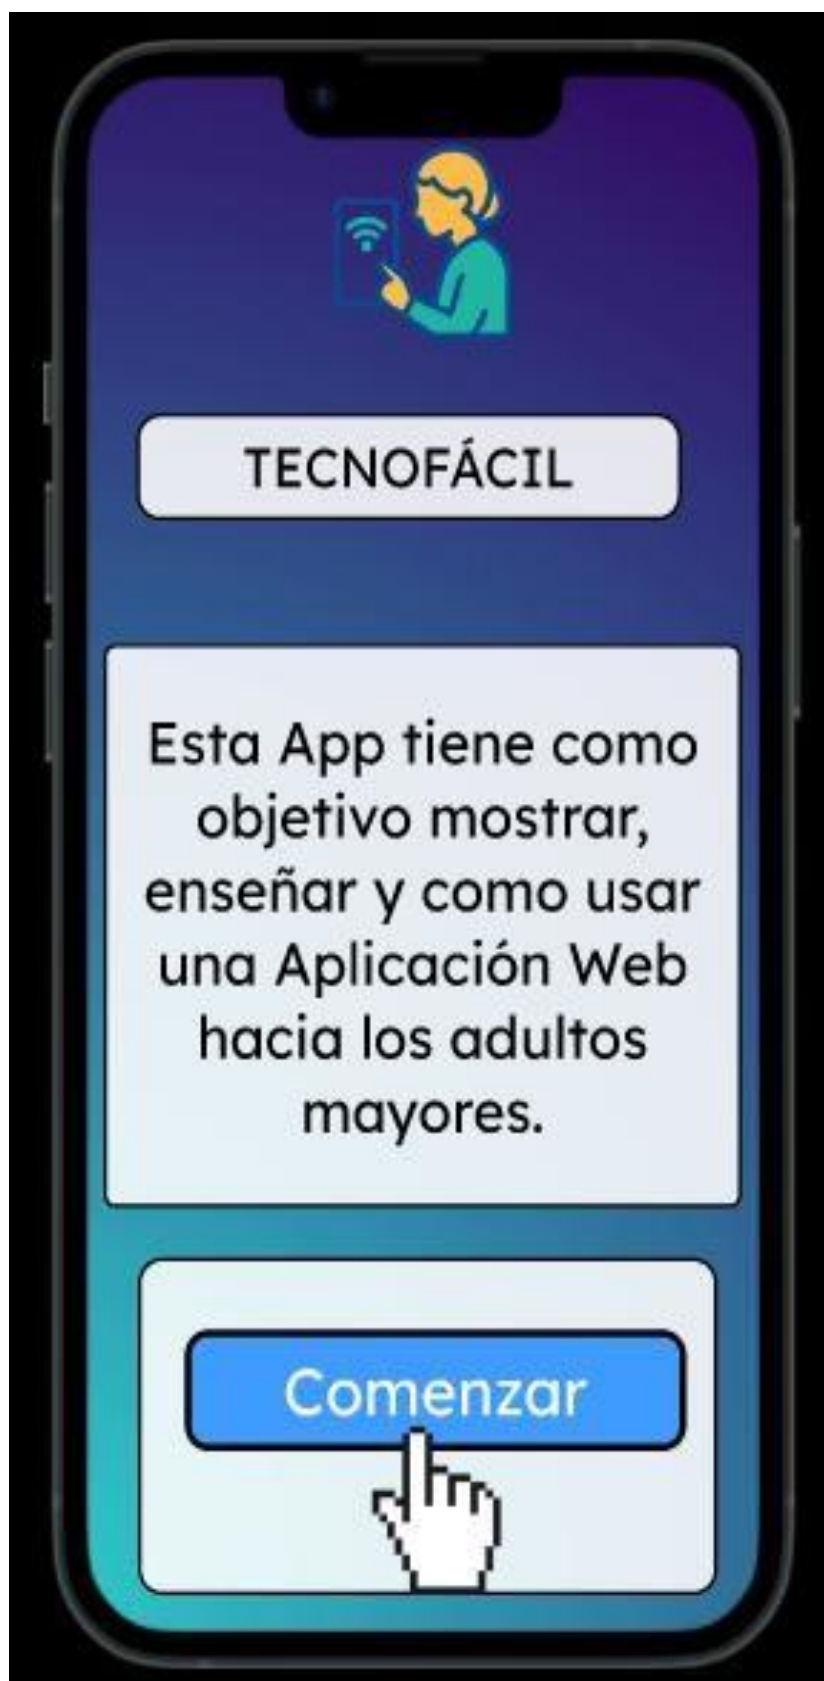 TECNOFÁCIL
Esta App tiene como
objetivo mostrar,
enseñar y como usar
una Aplicación Web
hacia los adultos
mayores.
Comenzar